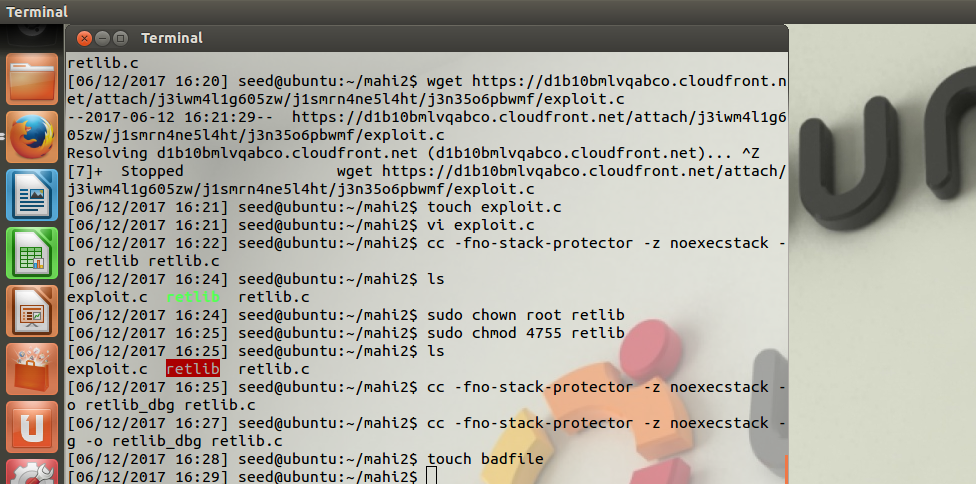 Terminal
Terminal
retlib.c
[06/12/2017 16:20] seed@ubuntu:~/mahi2$ wget https://d1b10bmlvqabco.cloudfront.n
et/attach/j3iwm4l1g605zw/j1smrn4ne5l4ht/j3n35o6pbwmf/exploit.c
--2017-06-12 16:21:29--  https://d1b10bmlvqabco.cloudfront.net/attach/j3iwm4l1g6
05zw/j1smrn4ne5l4ht/j3n35o6pbwmf/exploit.c
Resolving d1b10bmlvqabco.cloudfront.net (d1b10bmlvqabco.cloudfront.net)... ^Z
[7]+  Stopped                 wget https://d1b10bmlvqabco.cloudfront.net/attach/
j3iwm4l1g605zw/j1smrn4ne5l4ht/j3n35o6pbwmf/exploit.c
[06/12/2017 16:21] seed@ubuntu:~/mahi2$ touch exploit.c
[06/12/2017 16:21] seed@ubuntu:~/mahi2$ vi exploit.c
[06/12/2017 16:22] seed@ubuntu:~/mahi2$ cc -fno-stack-protector -z noexecstack -
o retlib retlib.c
[06/12/2017 16:24] seed@ubuntu:~/mahi2$ ls
exploit.c  retlib  retlib.c
[06/12/2017 16:24] seed@ubuntu:~/mahi2$ sudo chown root retlib
[06/12/2017 16:25] seed@ubuntu:~/mahi2$ sudo chmod 4755 retlib
[06/12/2017 16:25] seed@ubuntu:~/mahi2$ ls
exploit.c  retlib  retlib.c
[06/12/2017 16:25] seed@ubuntu:~/mahi2$ cc -fno-stack-protector -z noexecstack -
o retlib_dbg retlib.c
[06/12/2017 16:27] seed@ubuntu:~/mahi2$ cc -fno-stack-protector -z noexecstack -
g -o retlib_dbg retlib.c
[06/12/2017 16:28] seed@ubuntu:~/mahi2$ touch badfile
[06/12/2017 16:29] seed@ubuntu:~/mahi2$